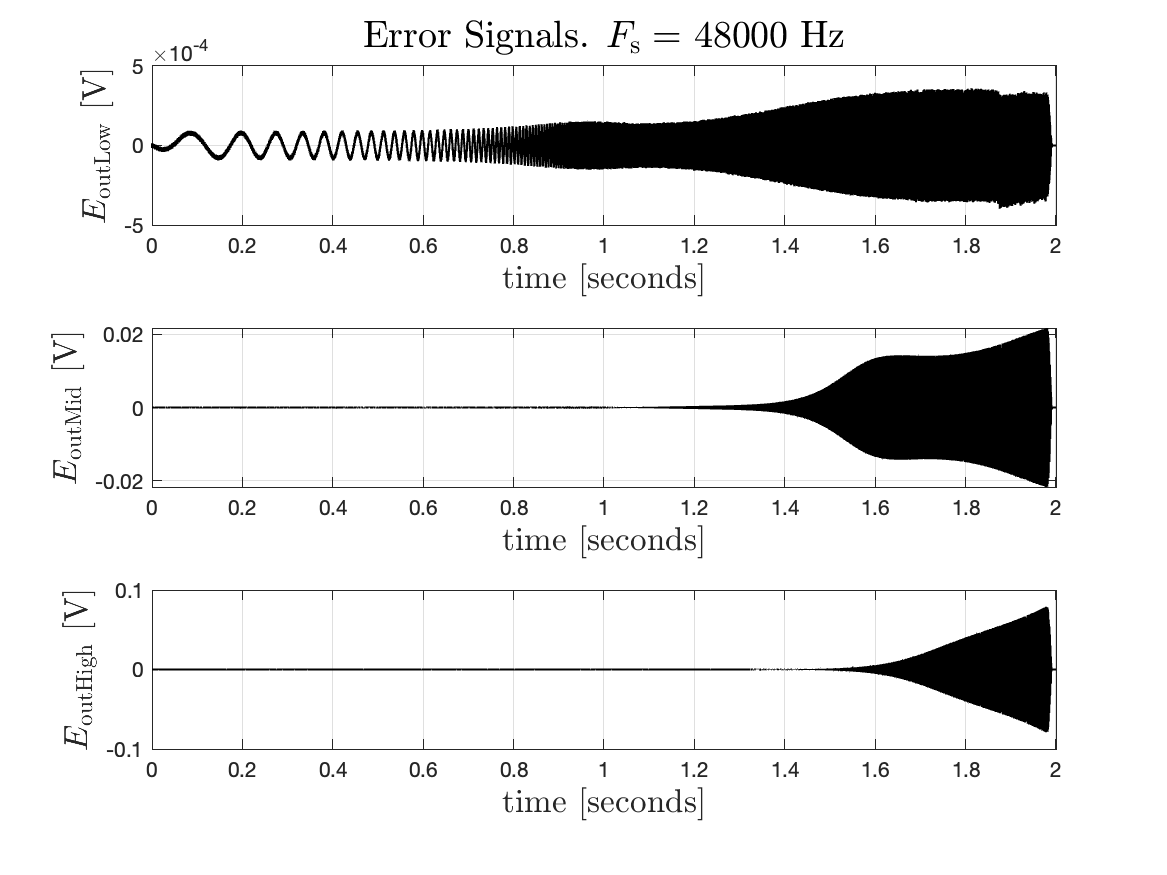 Error Signals. Fs = 48000 Hz
×10-4
5
0
-5
EoutLow [V]
0 0.2 0.4 0.6 0.8 1 1.2 1.4 1.6 1.8 2
time [seconds]
0.02
0
-0.02
EoutMid [V]
0 0.2 0.4 0.6 0.8 1 1.2 1.4 1.6 1.8 2
time [seconds]
0.1
0
-0.1
EoutHigh [V]
0 0.2 0.4 0.6 0.8 1 1.2 1.4 1.6 1.8 2
time [seconds]